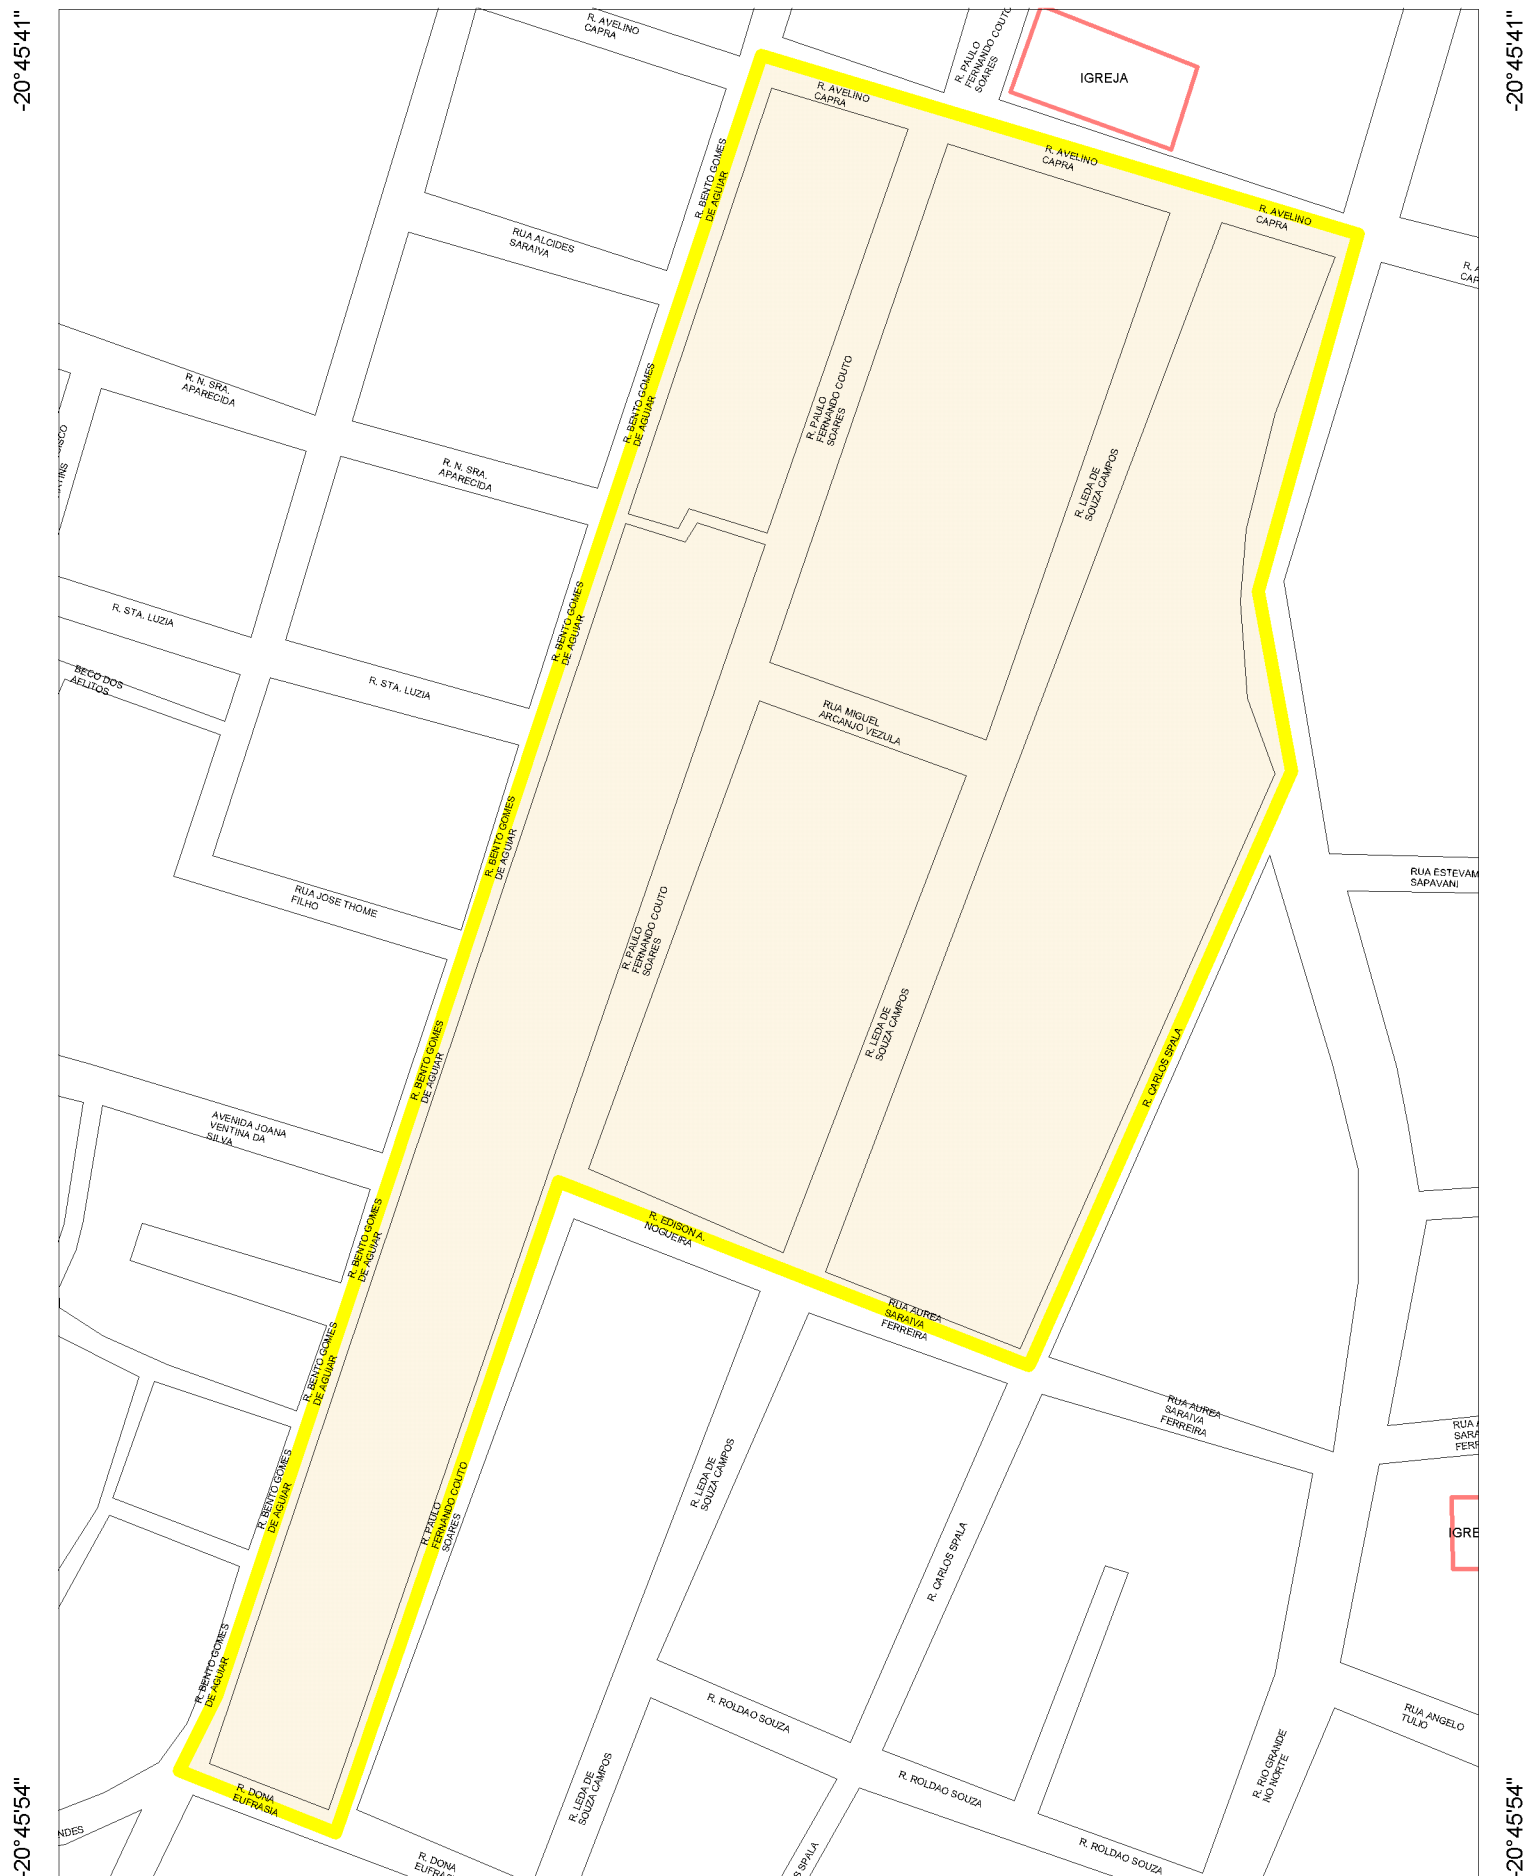 -20°45'41"
-20°45'41"
R. AVELINO
CAPRA
R. PAULO
FERNANDO COUTO
SOARES
IGREJA
R. AVELINO
CAPRA
R. AVELINO
CAPRA
R. AVELINO
CAPRA
R. BENTO GOMES
DE AGUIAR
RUA ALCIDES
SARAIVA
R. N. SRA.
APARECIDA
R. BENTO GOMES
DE AGUIAR
R. PAULO
FERNANDO COUTO
SOARES
R. N. SRA.
APARECIDA
R. LEDA DE
SOUZA CAMPOS
R. STA. LUZIA
R. BENTO GOMES
DE AGUIAR
R. STA. LUZIA
BECO DOS
AELITOS
RUA MIGUEL
ARCANJO VEZULA
R. BENTO GOMES
DE AGUIAR
RUA JOSE THOME
FILHO
RUA ESTEVAM
SAPAVANI
R. PAULO
FERNANDO COUTO
SOARES
R. LEDA DE
SOUZA CAMPOS
R. BENTO GOMES
DE AGUIAR
R. CARLOS SPALA
AVENIDA JOANA
VENTINA DA
SILVA
R. BENTO GOMES
DE AGUIAR
R. EDISON A.
NOGUEIRA
RUA AUREA
SARAIVA
FERREIRA
R. BENTO GOMES
DE AGUIAR
RUA AUREA
SARAIVA
FERREIRA
R. BENTO GOMES
DE AGUIAR
R. PAULO
FERNANDO COUTO
SOARES
R. LEDA DE
SOUZA CAMPOS
IGRE
R. CARLOS SPALA
R. BENTO GOMES
DE AGUIAR
R. ROLDAO SOUZA
RUA ANGELO
TULIO
R. DONA
EUFRASIA
R. LEDA DE
SOUZA CAMPOS
R. ROLDAO SOUZA
R. RIO GRANDE
NO NORTE
NDES
R. DONA
S SPALA
R. ROLDAO SOUZA
-20°45'54"
-20°45'54"